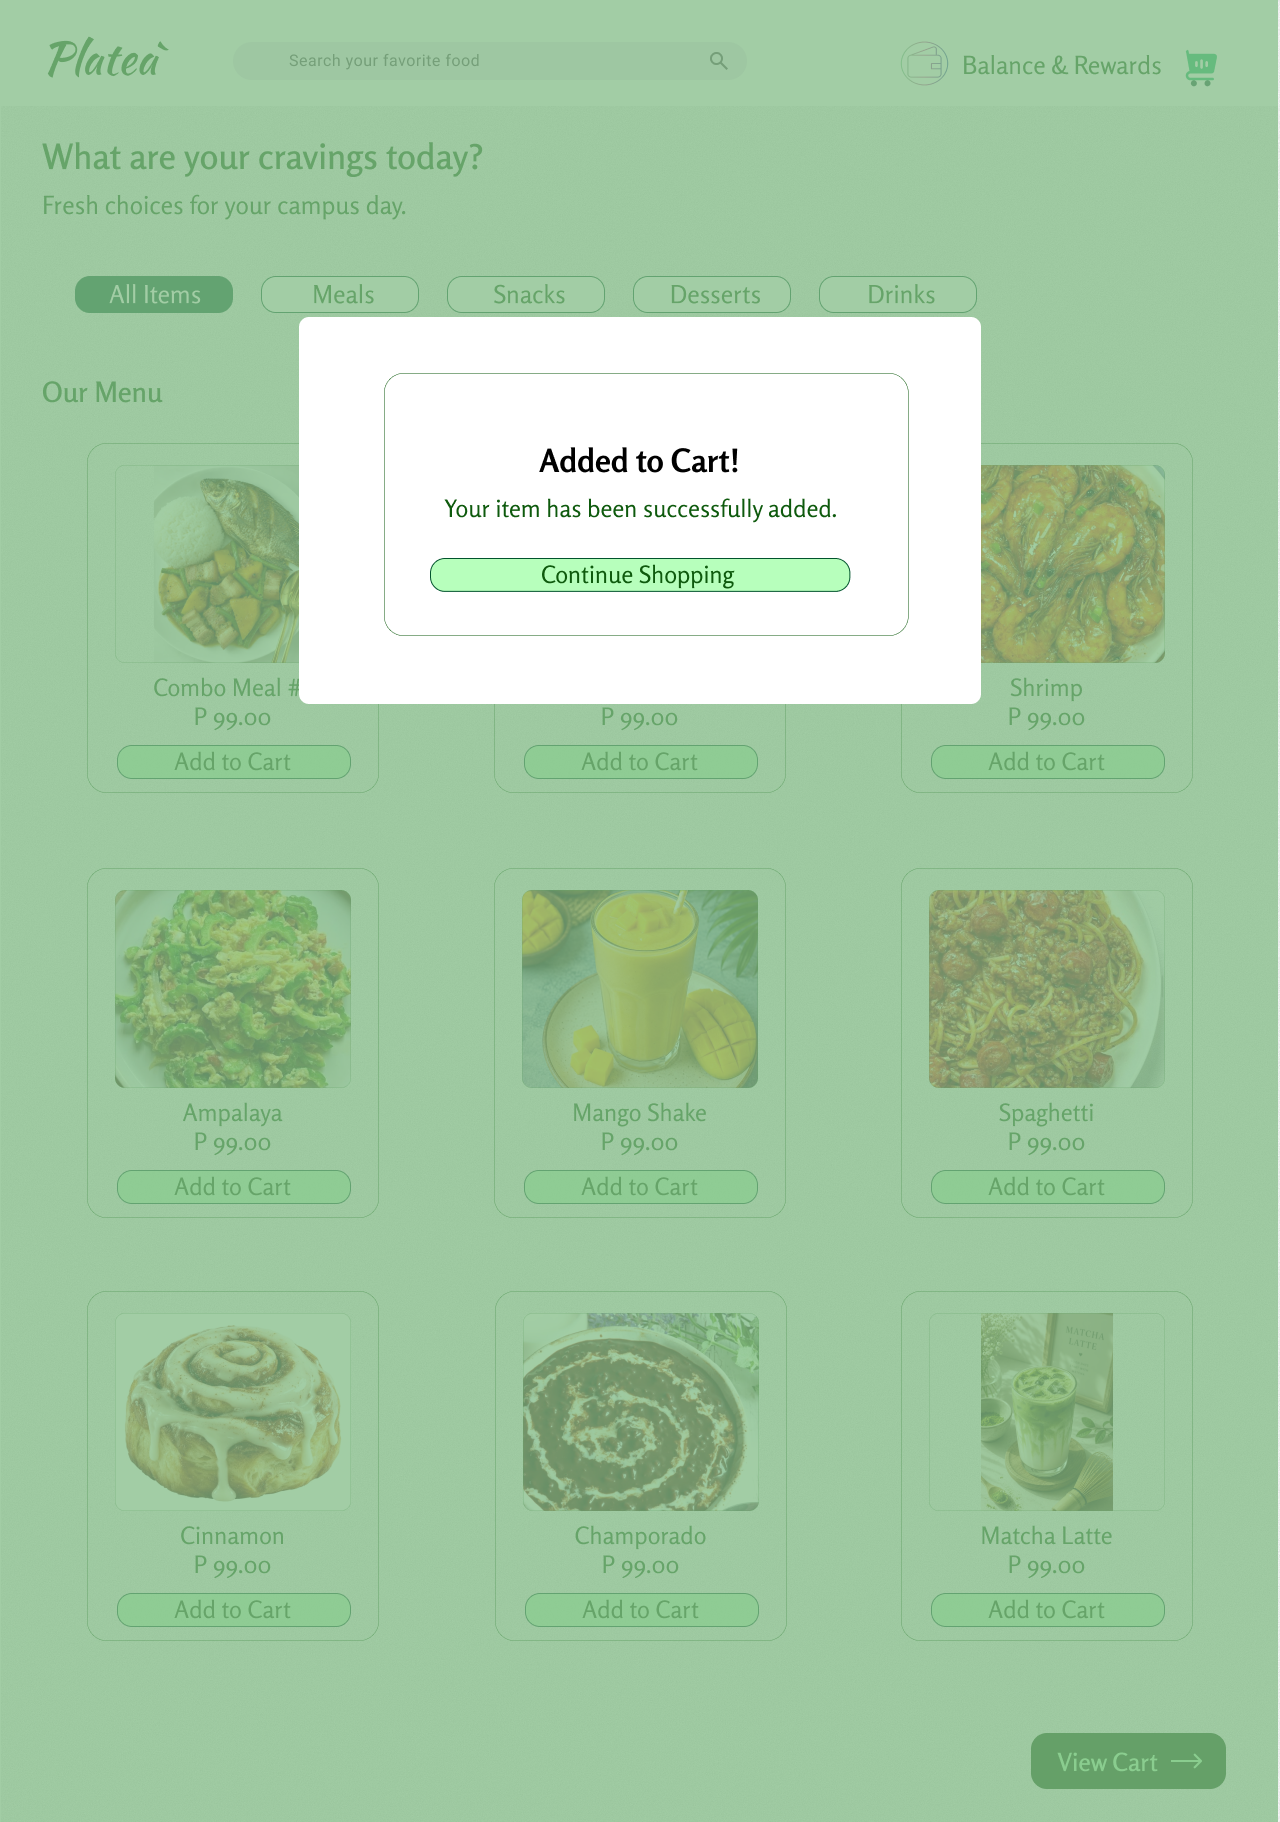 Platea`
Search your favorite food
Balance & Rewards
What are your cravings today?
Fresh choices for your campus day.
All Items
Meals
Snacks
Desserts
Drinks
Our Menu
Added to Cart!
Your item has been successfully added.
Continue Shopping
Combo Meal #
P 99.00
Add to Cart
P 99.00
Add to Cart
Shrimp
P 99.00
Add to Cart
Ampalaya
P 99.00
Add to Cart
Mango Shake
P 99.00
Add to Cart
Spaghetti
P 99.00
Add to Cart
Cinnamon
P 99.00
Add to Cart
Champorado
P 99.00
Add to Cart
MATCHA
LATTE
Matcha Latte
P 99.00
Add to Cart
View Cart